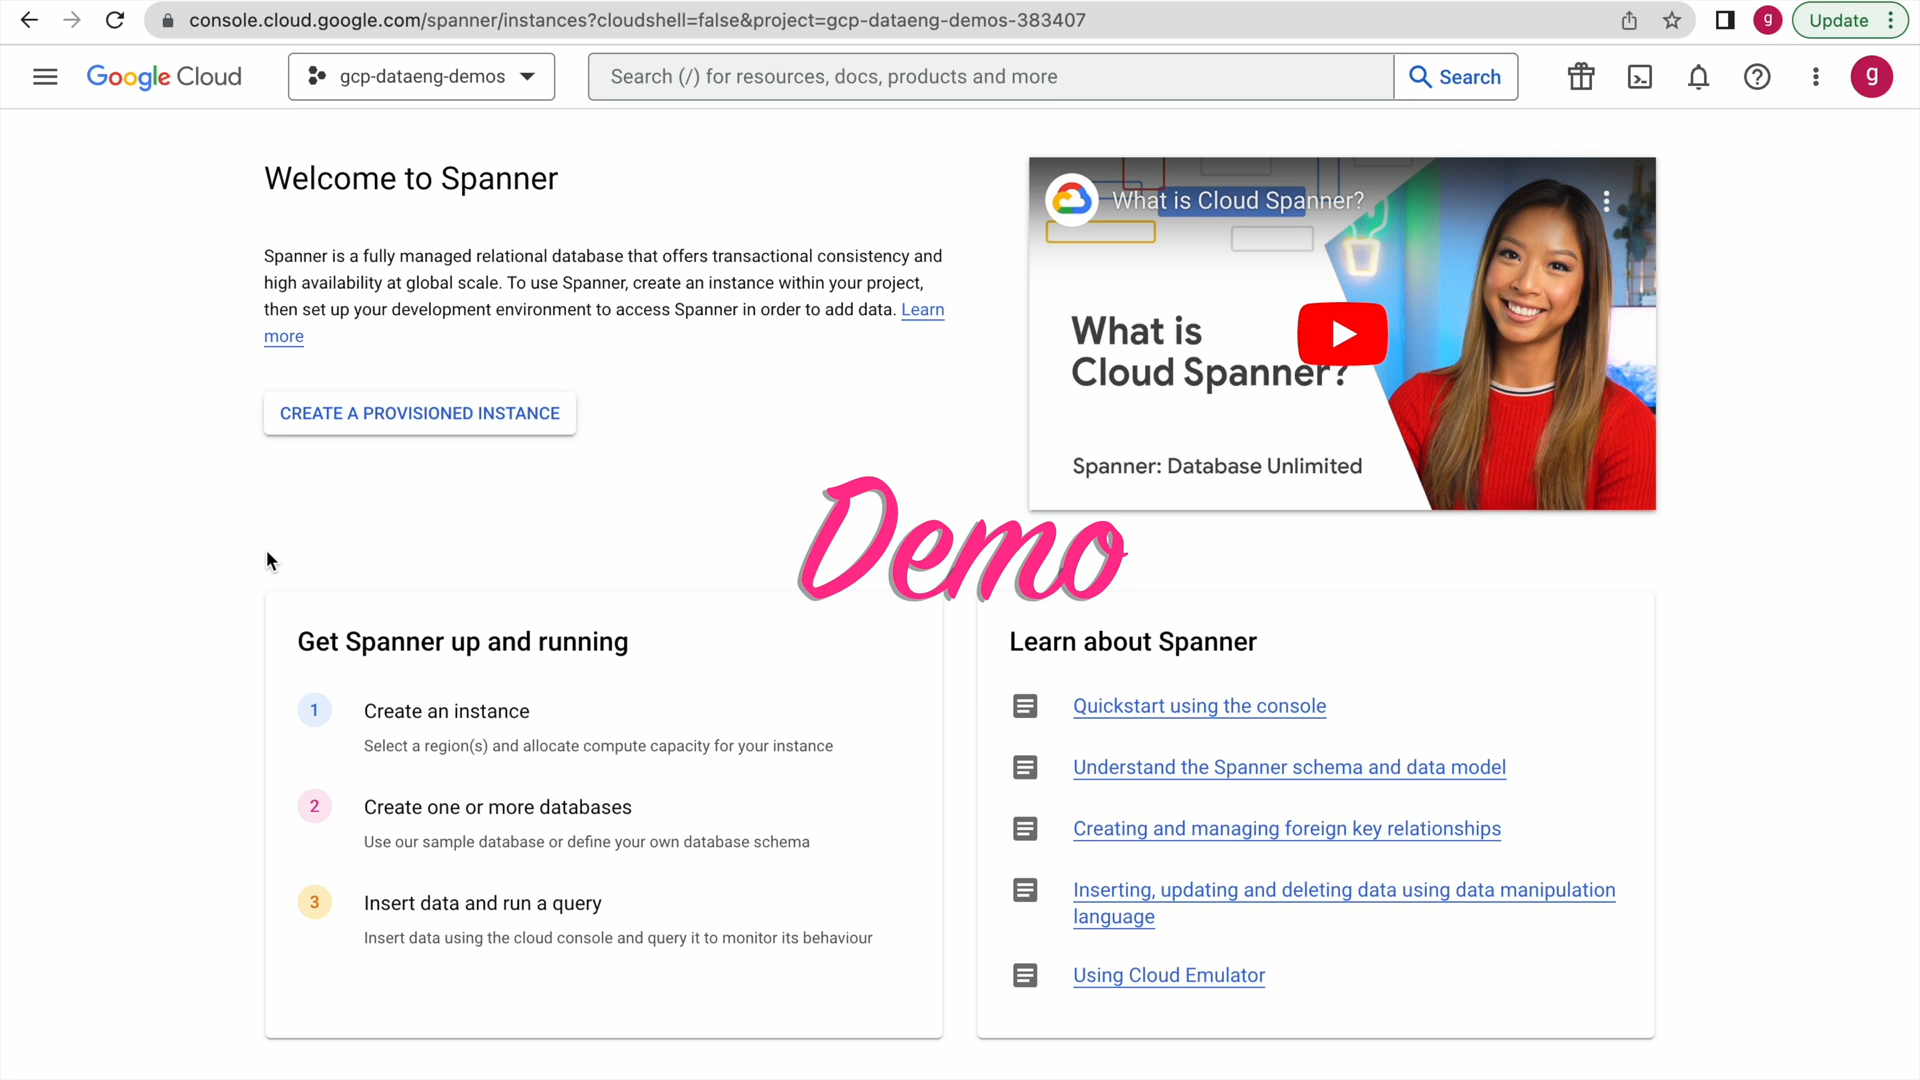 console.cloud.google.com/spanner/instances?cloudshell=false&project=gcp-dataeng-demos-383407
g
Update
Google Cloud
gcp-dataeng-demos
Search (/) for resources, docs, products and more
Search
g
Welcome to Spanner
Spanner is a fully managed relational database that offers transactional consistency and
high availability at global scale. To use Spanner, create an instance within your project,
then set up your development environment to access Spanner in order to add data. Learn
more
CREATE A PROVISIONED INSTANCE
What is Cloud Spanner?
What is
Cloud Spanner?
Spanner: Database Unlimited
Demo
Get Spanner up and running
1
Create an instance
Select a region(s) and allocate compute capacity for your instance
2
Create one or more databases
Use our sample database or define your own database schema
3
Insert data and run a query
Insert data using the cloud console and query it to monitor its behaviour
Learn about Spanner
Quickstart using the console
Understand the Spanner schema and data model
Creating and managing foreign key relationships
Inserting, updating and deleting data using data manipulation
language
Using Cloud Emulator